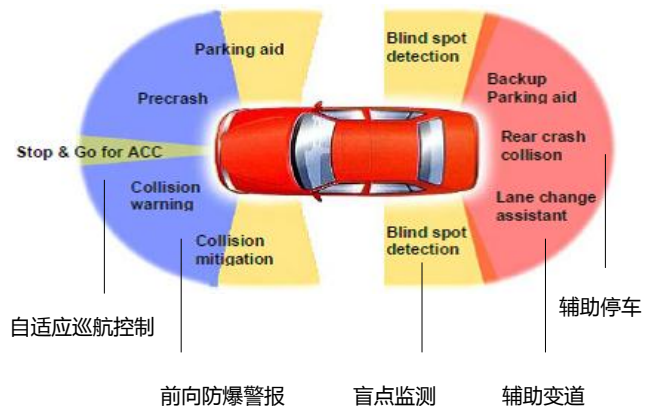 Parking aid
Blind spot
detection
Backup
Parking aid
Precrash
Rear crash
collison
Stop & Go for ACC
Collision
warning
Lane change
assistant
Collision
mitigation
Blind spot
detection
辅助停车
自适应巡航控制
前向防爆警报
盲点监测
辅助变道